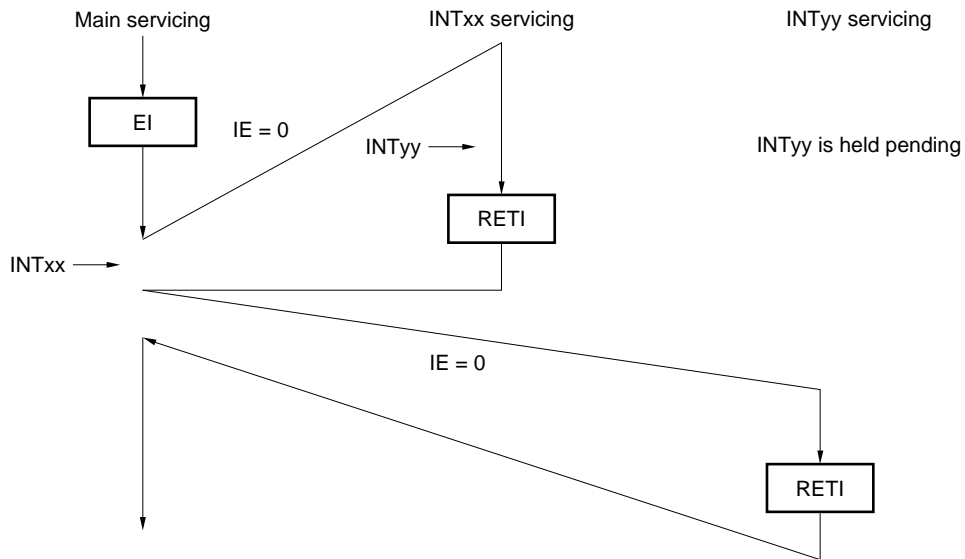 Main servicing
INTxx servicing
INTyy servicing
EI
IE = 0
INTyy
INTyy is held pending
RETI
INTxx
IE = 0
RETI